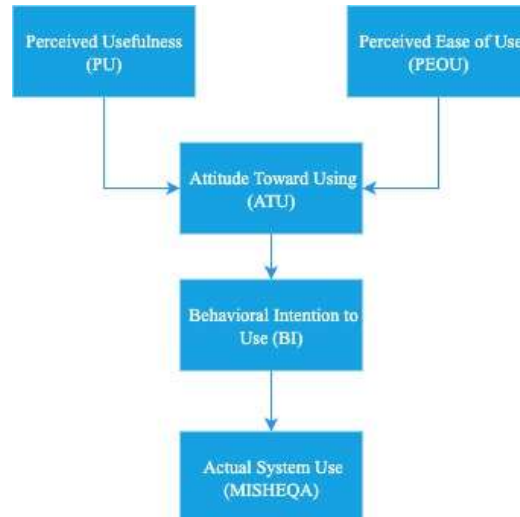 Perceived Usefulness
(PU)
Perceived Ease of Use
(PEOU)
Attitude Toward Using
(ATU)
Behavioral Intention to
Use (BI)
Actual System Use
(MISHEQA)